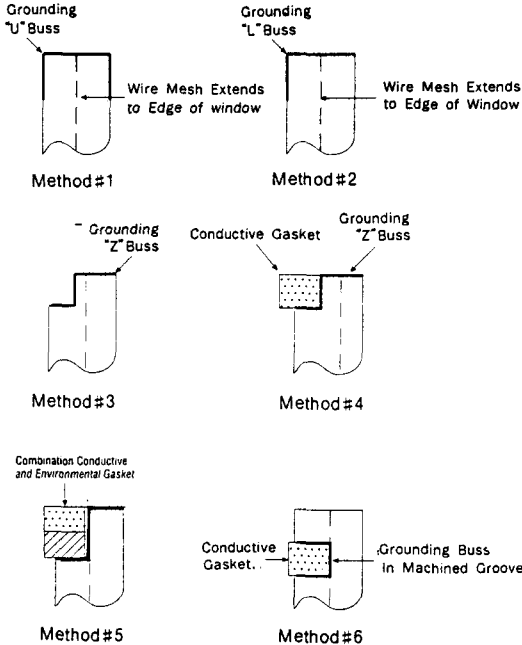 Grounding
"U" Buss
Wire Mesh Extends
to Edge of window
Method#1
Grounding
"L" Buss
Wire Mesh Extends
to Edge of Window
Method#2
Grounding
"Z" Buss
Method#3
Conductive Gasket
Grounding
"Z" Buss
Method#4
Combination Conductive
and Environmental Gasket
Method#5
Conductive
Gasket..
Grounding Buss
In Machined Groove
Method#6